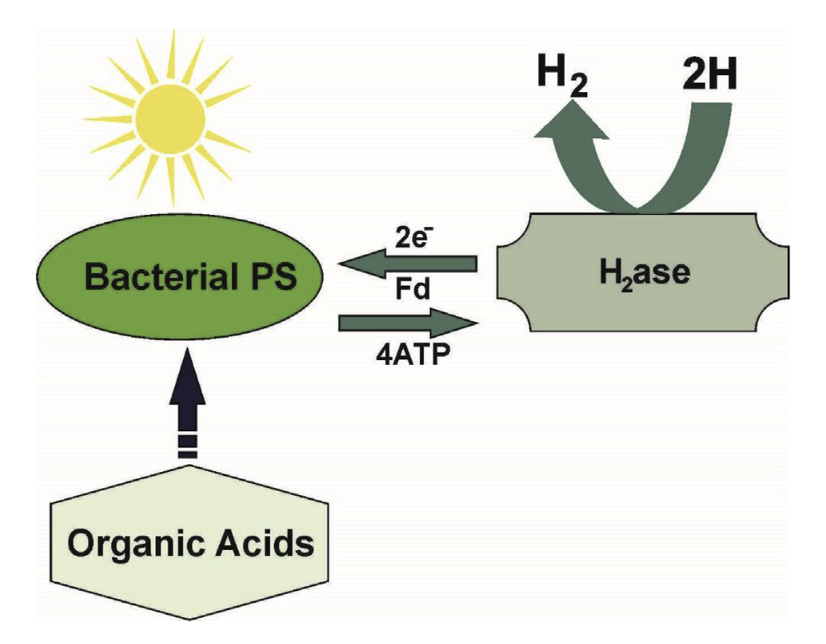 H₂ 2H
2e⁻
Bacterial PS
Fd
H₂ase
4ATP
Organic Acids